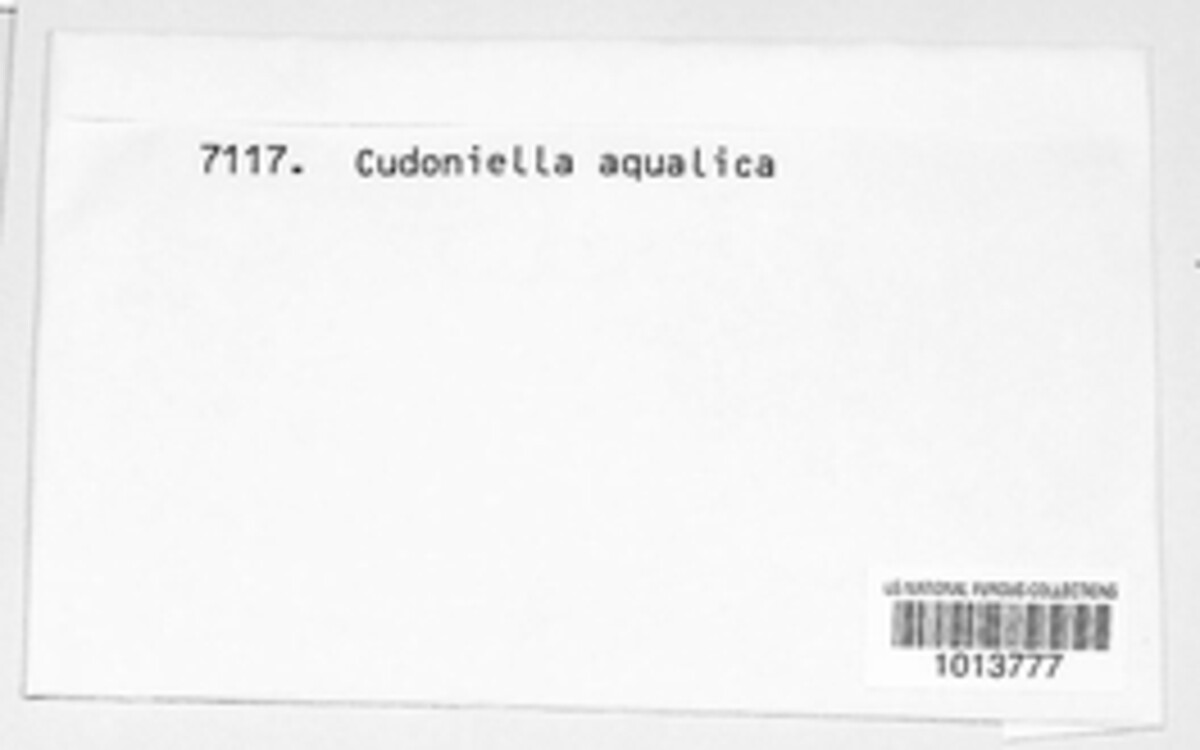 7117. Cudoniella aqualica
US NATIONAL FUNGUS COLLECTIONS
1013777